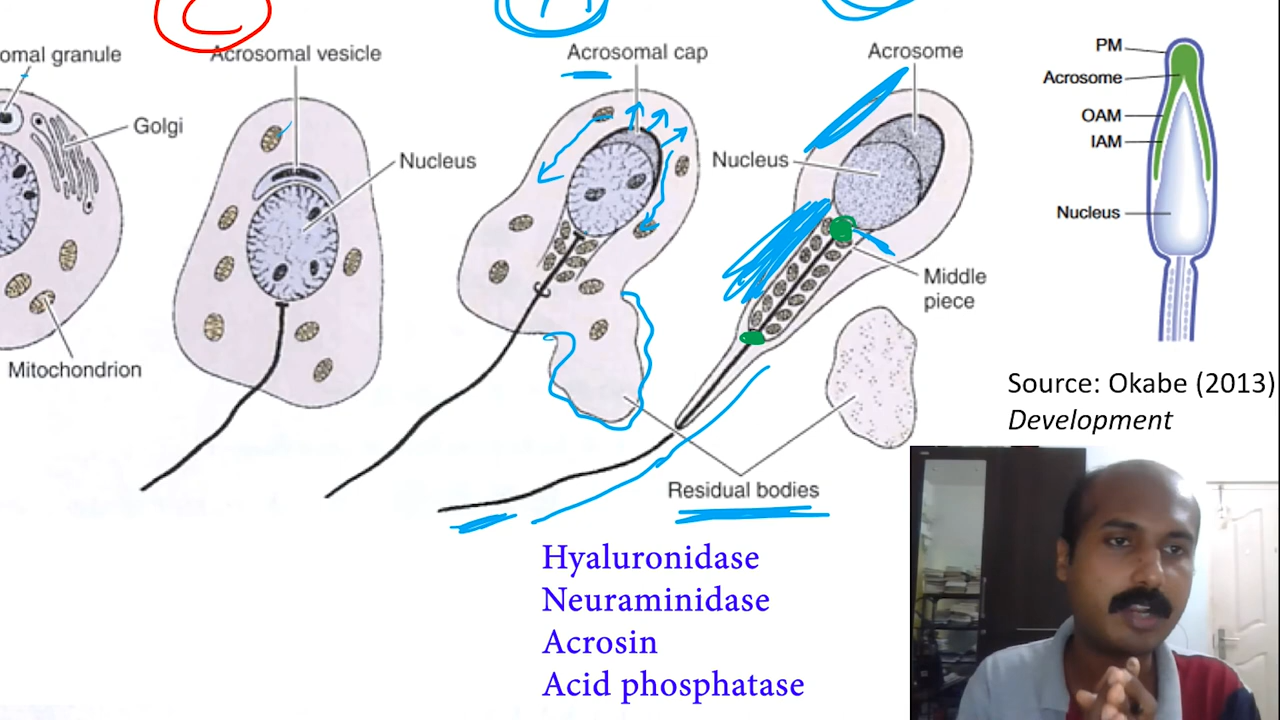 omal granule
Acrosomal vesicle
Acrosomal cap
Acrosome
Golgi
Nucleus
Nucleus
Mitochondrion
Middle
piece
Residual bodies
PM
Acrosome
OAM
IAM
Nucleus
Source: Okabe (2013)
Development
Hyaluronidase
Neuraminidase
Acrosin
Acid phosphatase